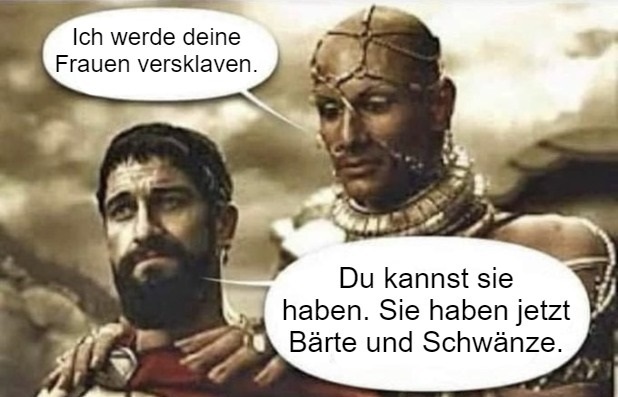 Ich werde deine
Frauen versklaven.
Du kannst sie
haben. Sie haben jetzt
Bärte und Schwänze.